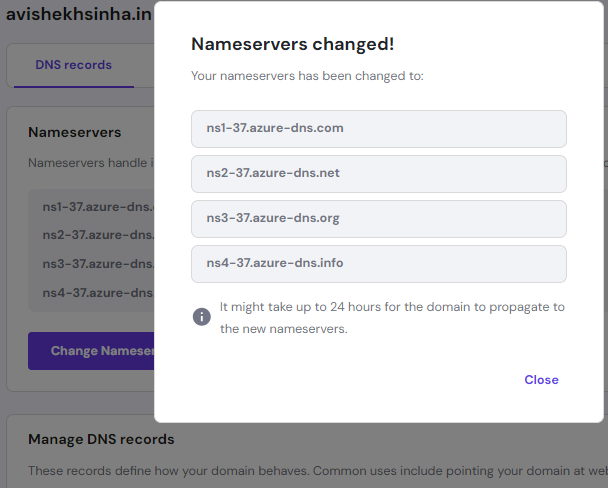 avishekhsinha.in
DNS records
Nameservers
Nameservers handle i
ns1-37.azure-dns.
ns2-37.azure-dns.
ns3-37.azure-dns.
ns4-37.azure-dns.
Change Nameser
Manage DNS records
These records define how your domain behaves. Common uses include pointing your domain at web
Nameservers changed!
Your nameservers has been changed to:
ns1-37.azure-dns.com
ns2-37.azure-dns.net
ns3-37.azure-dns.org
ns4-37.azure-dns.info
It might take up to 24 hours for the domain to propagate to
the new nameservers.
Close